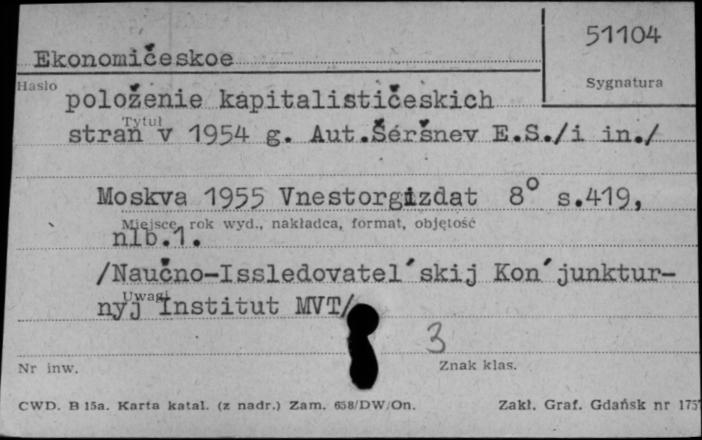 51104
Ekonomičeskoe
Hasło
Sygnatura
położenie kapitalističeskich
Tytuł
stran v 1954 g. Aut.Šeršnev E.S./i in./
Moskva 1955 Vnestorgizdat 8° s.419,
Miejsce, rok wyd., nakładca, format, objętość
nlb.1.
/Naučno-Issledovatel´skij Kon´junktur-
Uwagi
nyj Institut MVT/
3
Nr inw.
Znak klas.
CWD. B 15a. Karta katal. (z nadr.) Zam. 658/DW/On.
Zakł. Graf. Gdańsk nr 175